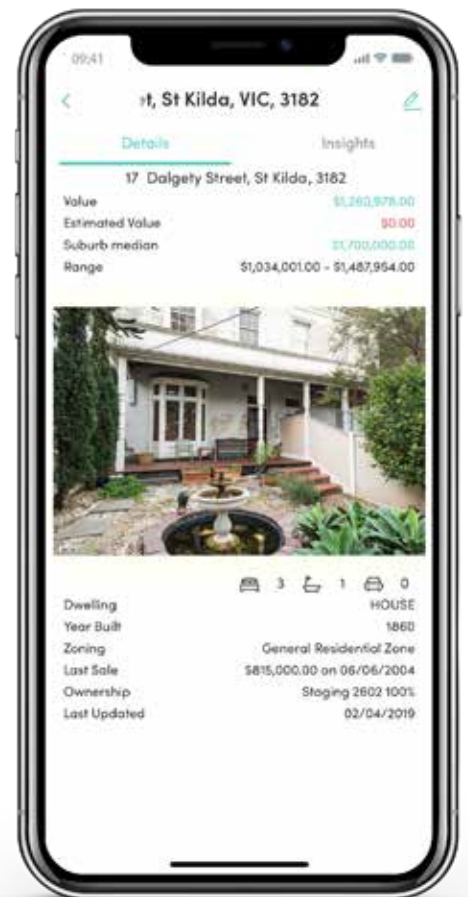 09:41
et, St Kilda, VIC, 3182
Details Insights
17 Dalgety Street, St Kilda, 3182
Value $1,260,978.00
Estimated Value $0.00
Suburb median $1,700,000.00
Range $1,034,001.00 - $1,487,954.00
3 1 0
Dwelling HOUSE
Year Built 1860
Zoning General Residential Zone
Last Sale $815,000.00 on 06/06/2004
Ownership Staging 2602 100%
Last Updated 02/04/2019